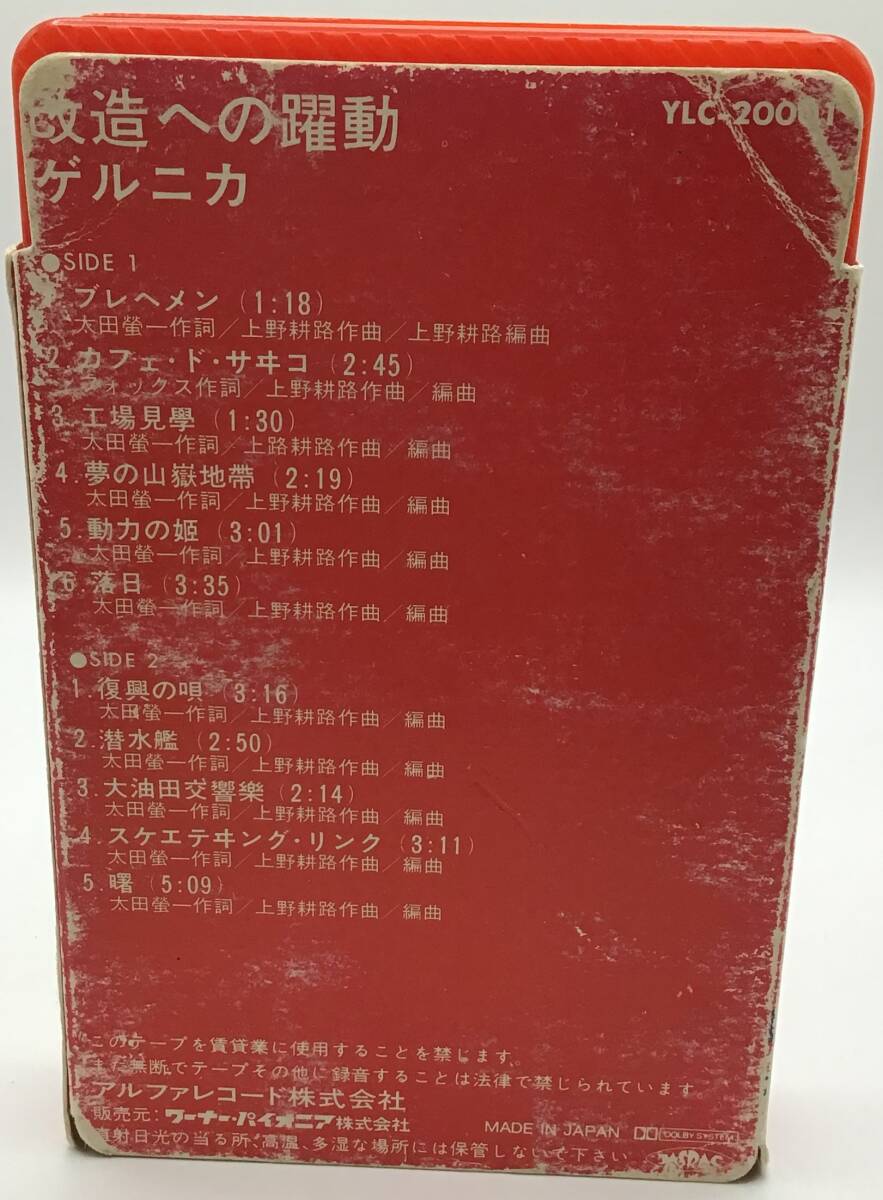 改造への躍動
YLC-20001
ゲルニカ
●SIDE 1
ブレヘメン (1:18)
太田螢一作詞/上野耕路作曲/上野耕路編曲
2.カフェ・ド・サヰコ (2:45)
フォックス作詞/上野耕路作曲/編曲
3.工場見學 (1:30)
太田螢一作詞/上路耕路作曲/編曲
4.夢の山嶽地帶 (2:19)
太田螢一作詞/上野耕路作曲/編曲
5.動力の姫 (3:01)
太田螢一作詞/上野耕路作曲/編曲
6.落日 (3:35)
太田螢一作詞/上野耕路作曲/編曲
●SIDE 2
1.復興の唄 (3:16)
太田螢一作詞/上野耕路作曲/編曲
2.潜水艦 (2:50)
太田螢一作詞/上野耕路作曲/編曲
3.大油田交響樂 (2:14)
太田螢一作詞/上野耕路作曲/編曲
4.スケエテヰング・リンク (3:11)
太田螢一作詞/上野耕路作曲/編曲
5.曙 (5:09)
太田螢一作詞/上野耕路作曲/編曲
このテープを賃貸業に使用することを禁じます。
また無断でテープその他に録音することは法律で禁じられています
アルファレコード株式会社
販売元:ワーナー・パイオニア株式会社
MADE IN JAPAN DOLBY SYSTEM
直射日光の当る所、高温、多湿な場所には保管しないで下さい
JASRAC